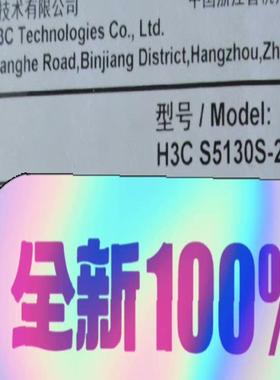 技术有限公司
3C Technologies Co., Ltd.
anghe Road, Binjiang District, Hangzhou, Zh
型号 / Model:
H3C S5130S-2
全新100%